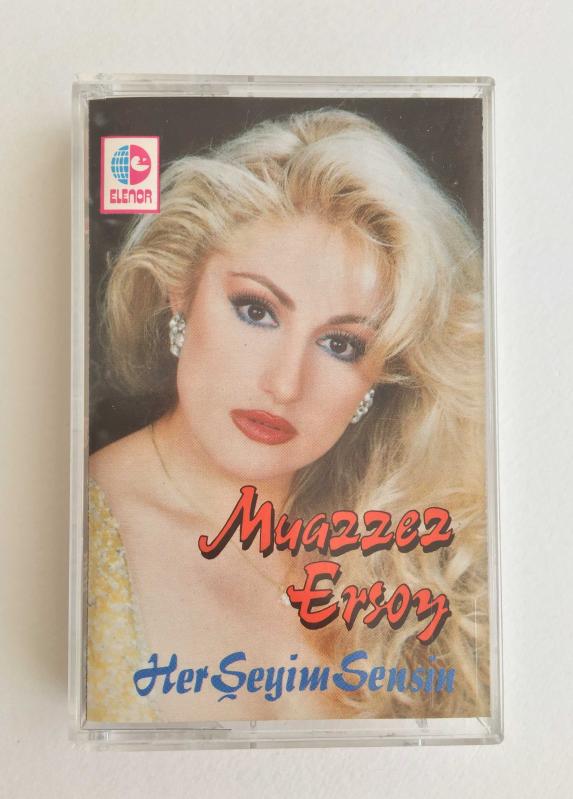 ELENOR
Muazzez
Ersoy
Her Şeyim Sensin